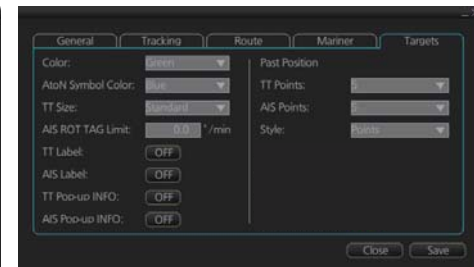 General Tracking Route Mariner Targets
Color: Green
AtoN Symbol Color: Blue
TT Size: Standard
AIS ROT TAG Limit: 0.0 °/min
TT Label: OFF
AIS Label: OFF
TT Pop-up INFO: OFF
AIS Pop-up INFO: OFF
Past Position
TT Points: 5
AIS Points: 5
Style: Points
Close Save